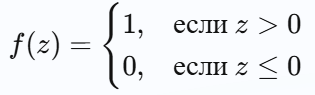 f(z) = { 1, если z > 0
0, если z ≤ 0